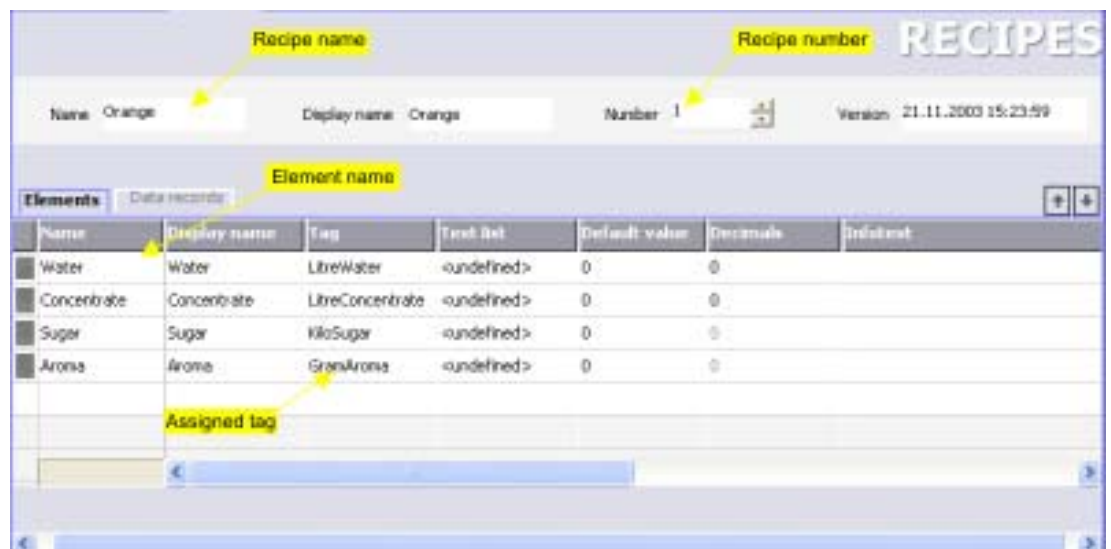 Recipe name
Recipe number
RECIPES
Name Orange Display name Orange Number 1 Version 21.11.2003 15:23:59
Element name
Elements Data records
Name Display name Tag Text list Default value Decimals Infotext
Water Water LitreWater <undefined> 0 0
Concentrate Concentrate LitreConcentrate <undefined> 0 0
Sugar Sugar KiloSugar <undefined> 0 0
Aroma Aroma GramAroma <undefined> 0 0
Assigned tag